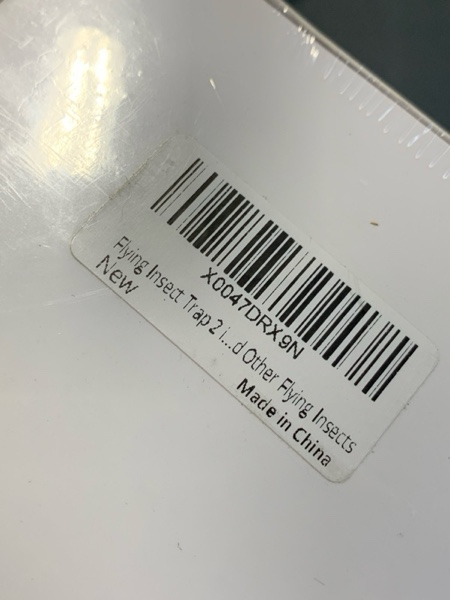 X0047DRX9N
Flying Insect Trap 2 i...d Other Flying Insects
New
Made in China